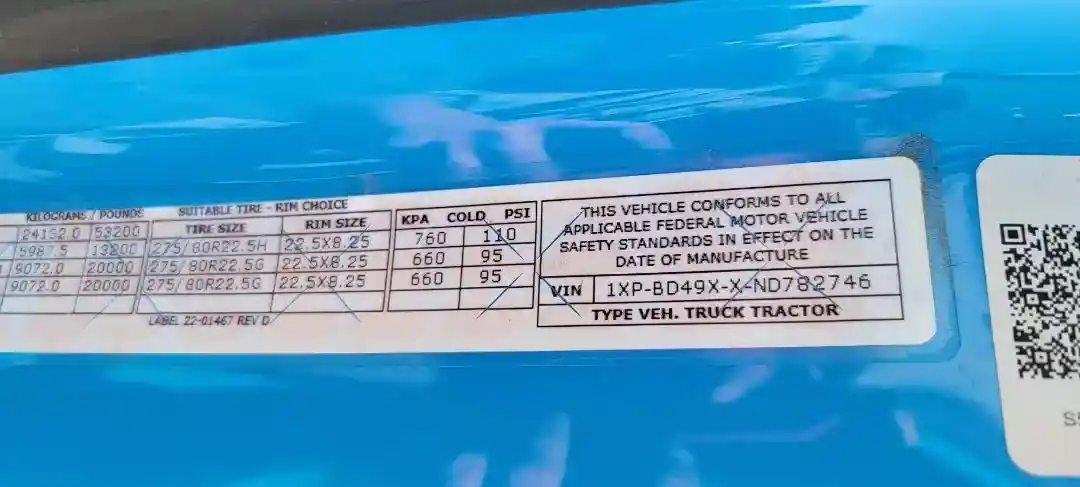 KILOGRAMS / POUNDS
24132.0 53200
5987.5 13200
9072.0 20000
9072.0 20000
SUITABLE TIRE - RIM CHOICE
TIRE SIZE RIM SIZE
275/80R22.5H 22.5X8.25
275/80R22.5G 22.5X8.25
275/80R22.5G 22.5X8.25
LABEL 22-01467 REV D
KPA COLD PSI
760 110
660 95
660 95
THIS VEHICLE CONFORMS TO ALL
APPLICABLE FEDERAL MOTOR VEHICLE
SAFETY STANDARDS IN EFFECT ON THE
DATE OF MANUFACTURE
VIN 1XP-BD49X-X-ND782746
TYPE VEH. TRUCK TRACTOR